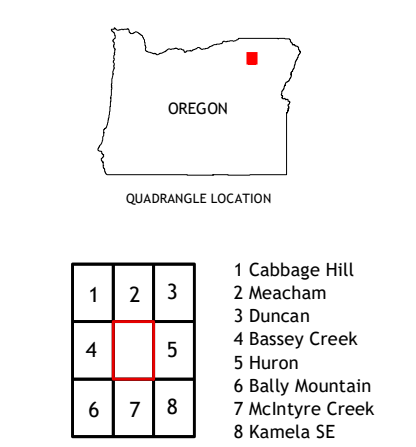 OREGON
QUADRANGLE LOCATION
1 2 3
4 5
6 7 8
1 Cabbage Hill
2 Meacham
3 Duncan
4 Bassey Creek
5 Huron
6 Bally Mountain
7 McIntyre Creek
8 Kamela SE